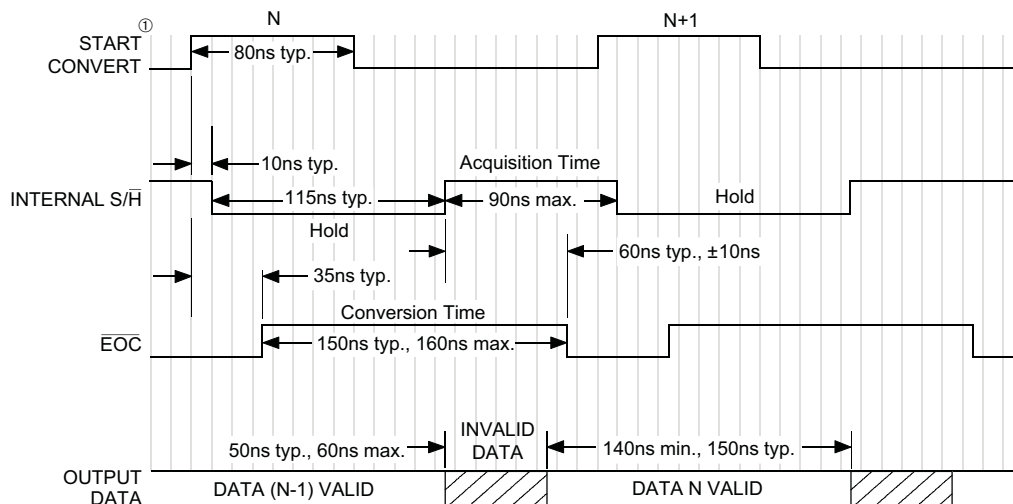 ①
N
N+1
START
CONVERT
80ns typ.
10ns typ.
Acquisition Time
INTERNAL S/H̅
115ns typ.
90ns max.
Hold
Hold
60ns typ., ±10ns
35ns typ.
Conversion Time
E̅O̅C̅
150ns typ., 160ns max.
INVALID
DATA
50ns typ., 60ns max.
140ns min., 150ns typ.
OUTPUT
DATA
DATA (N-1) VALID
DATA N VALID